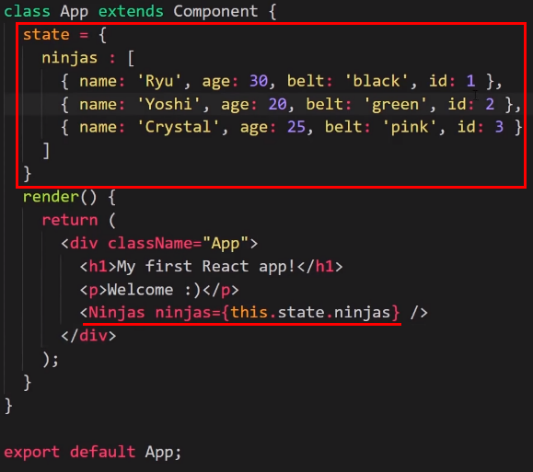 class App extends Component {
  state = {
    ninjas : [
      { name: 'Ryu', age: 30, belt: 'black', id: 1 },
      { name: 'Yoshi', age: 20, belt: 'green', id: 2 },
      { name: 'Crystal', age: 25, belt: 'pink', id: 3 }
    ]
  }
  render() {
    return (
      <div className="App">
        <h1>My first React app!</h1>
        <p>Welcome :)</p>
        <Ninjas ninjas={this.state.ninjas} />
      </div>
    );
  }
}

export default App;